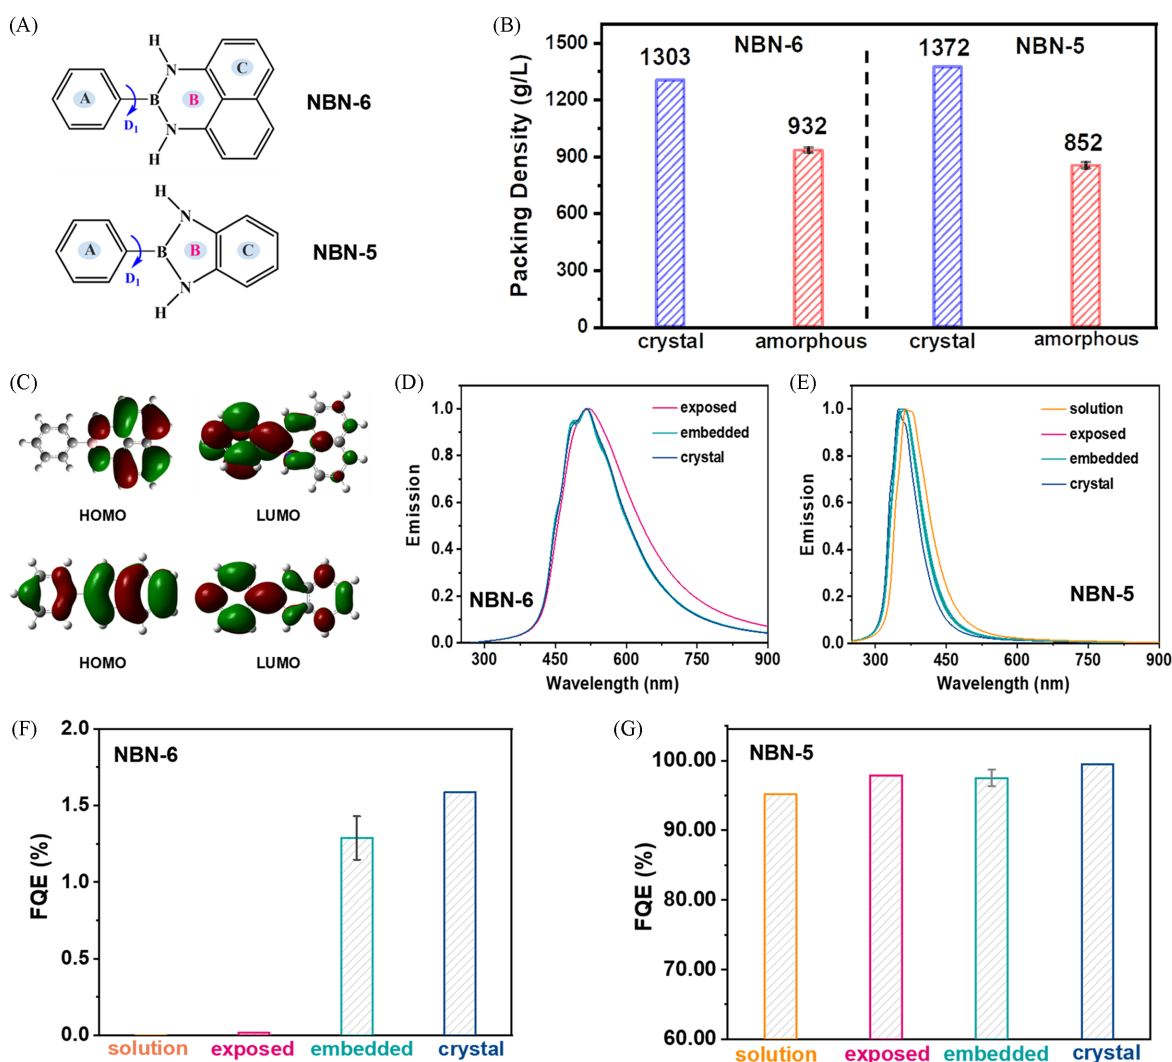 (A)
H
N
C
A
B
B
D1
N
H
NBN-6
H
N
A
B
B
C
D1
N
H
NBN-5
(B)
Packing Density (g/L)
1500
1200
900
600
300
0
NBN-6
NBN-5
1303
932
1372
852
crystal
amorphous
crystal
amorphous
(C)
HOMO
LUMO
HOMO
LUMO
(D)
Emission
1.0
0.8
0.6
0.4
0.2
0.0
exposed
embedded
crystal
NBN-6
300 450 600 750 900
Wavelength (nm)
(E)
Emission
1.0
0.8
0.6
0.4
0.2
0.0
solution
exposed
embedded
crystal
NBN-5
300 450 600 750 900
Wavelength (nm)
(F)
NBN-6
FQE (%)
2.0
1.5
1.0
0.5
0.0
solution exposed embedded crystal
(G)
NBN-5
FQE (%)
100.00
90.00
80.00
70.00
60.00
solution exposed embedded crystal